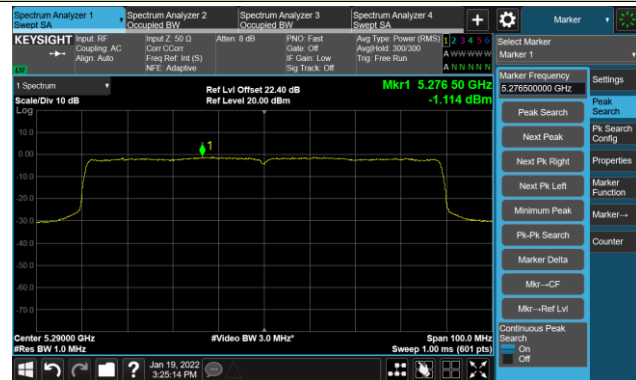 Spectrum Analyzer 1
Swept SA
Spectrum Analyzer 2
Occupied BW
Spectrum Analyzer 3
Occupied BW
Spectrum Analyzer 4
Swept SA
+
Marker
KEYSIGHT
Input: RF
Coupling: AC
Align: Auto
Input Z: 50 Ω
Corr CCorr
Freq Ref: Int (S)
NFE: Adaptive
Atten: 8 dB
PNO: Fast
Gate: Off
IF Gain: Low
Sig Track: Off
Avg Type: Power (RMS)
Avg|Hold: 300/300
Trig: Free Run
1 2 3 4 5 6
A W W W W W
A N N N N N
Select Marker
Marker 1
1 Spectrum
Scale/Div 10 dB
Ref Lvl Offset 22.40 dB
Ref Level 20.00 dBm
Mkr1 5.276 50 GHz
-1.114 dBm
Log
10.0
0.00
-10.0
-20.0
-30.0
-40.0
-50.0
-60.0
-70.0
1
Center 5.29000 GHz
#Res BW 1.0 MHz
#Video BW 3.0 MHz*
Span 100.0 MHz
Sweep 1.00 ms (601 pts)
Marker Frequency
5.276500000 GHz
Peak Search
Next Peak
Next Pk Right
Next Pk Left
Minimum Peak
Pk-Pk Search
Marker Delta
Mkr→CF
Mkr→Ref Lvl
Continuous Peak
Search
On
Off
Settings
Peak
Search
Pk Search
Config
Properties
Marker
Function
Marker→
Counter
?
Jan 19, 2022
3:25:14 PM